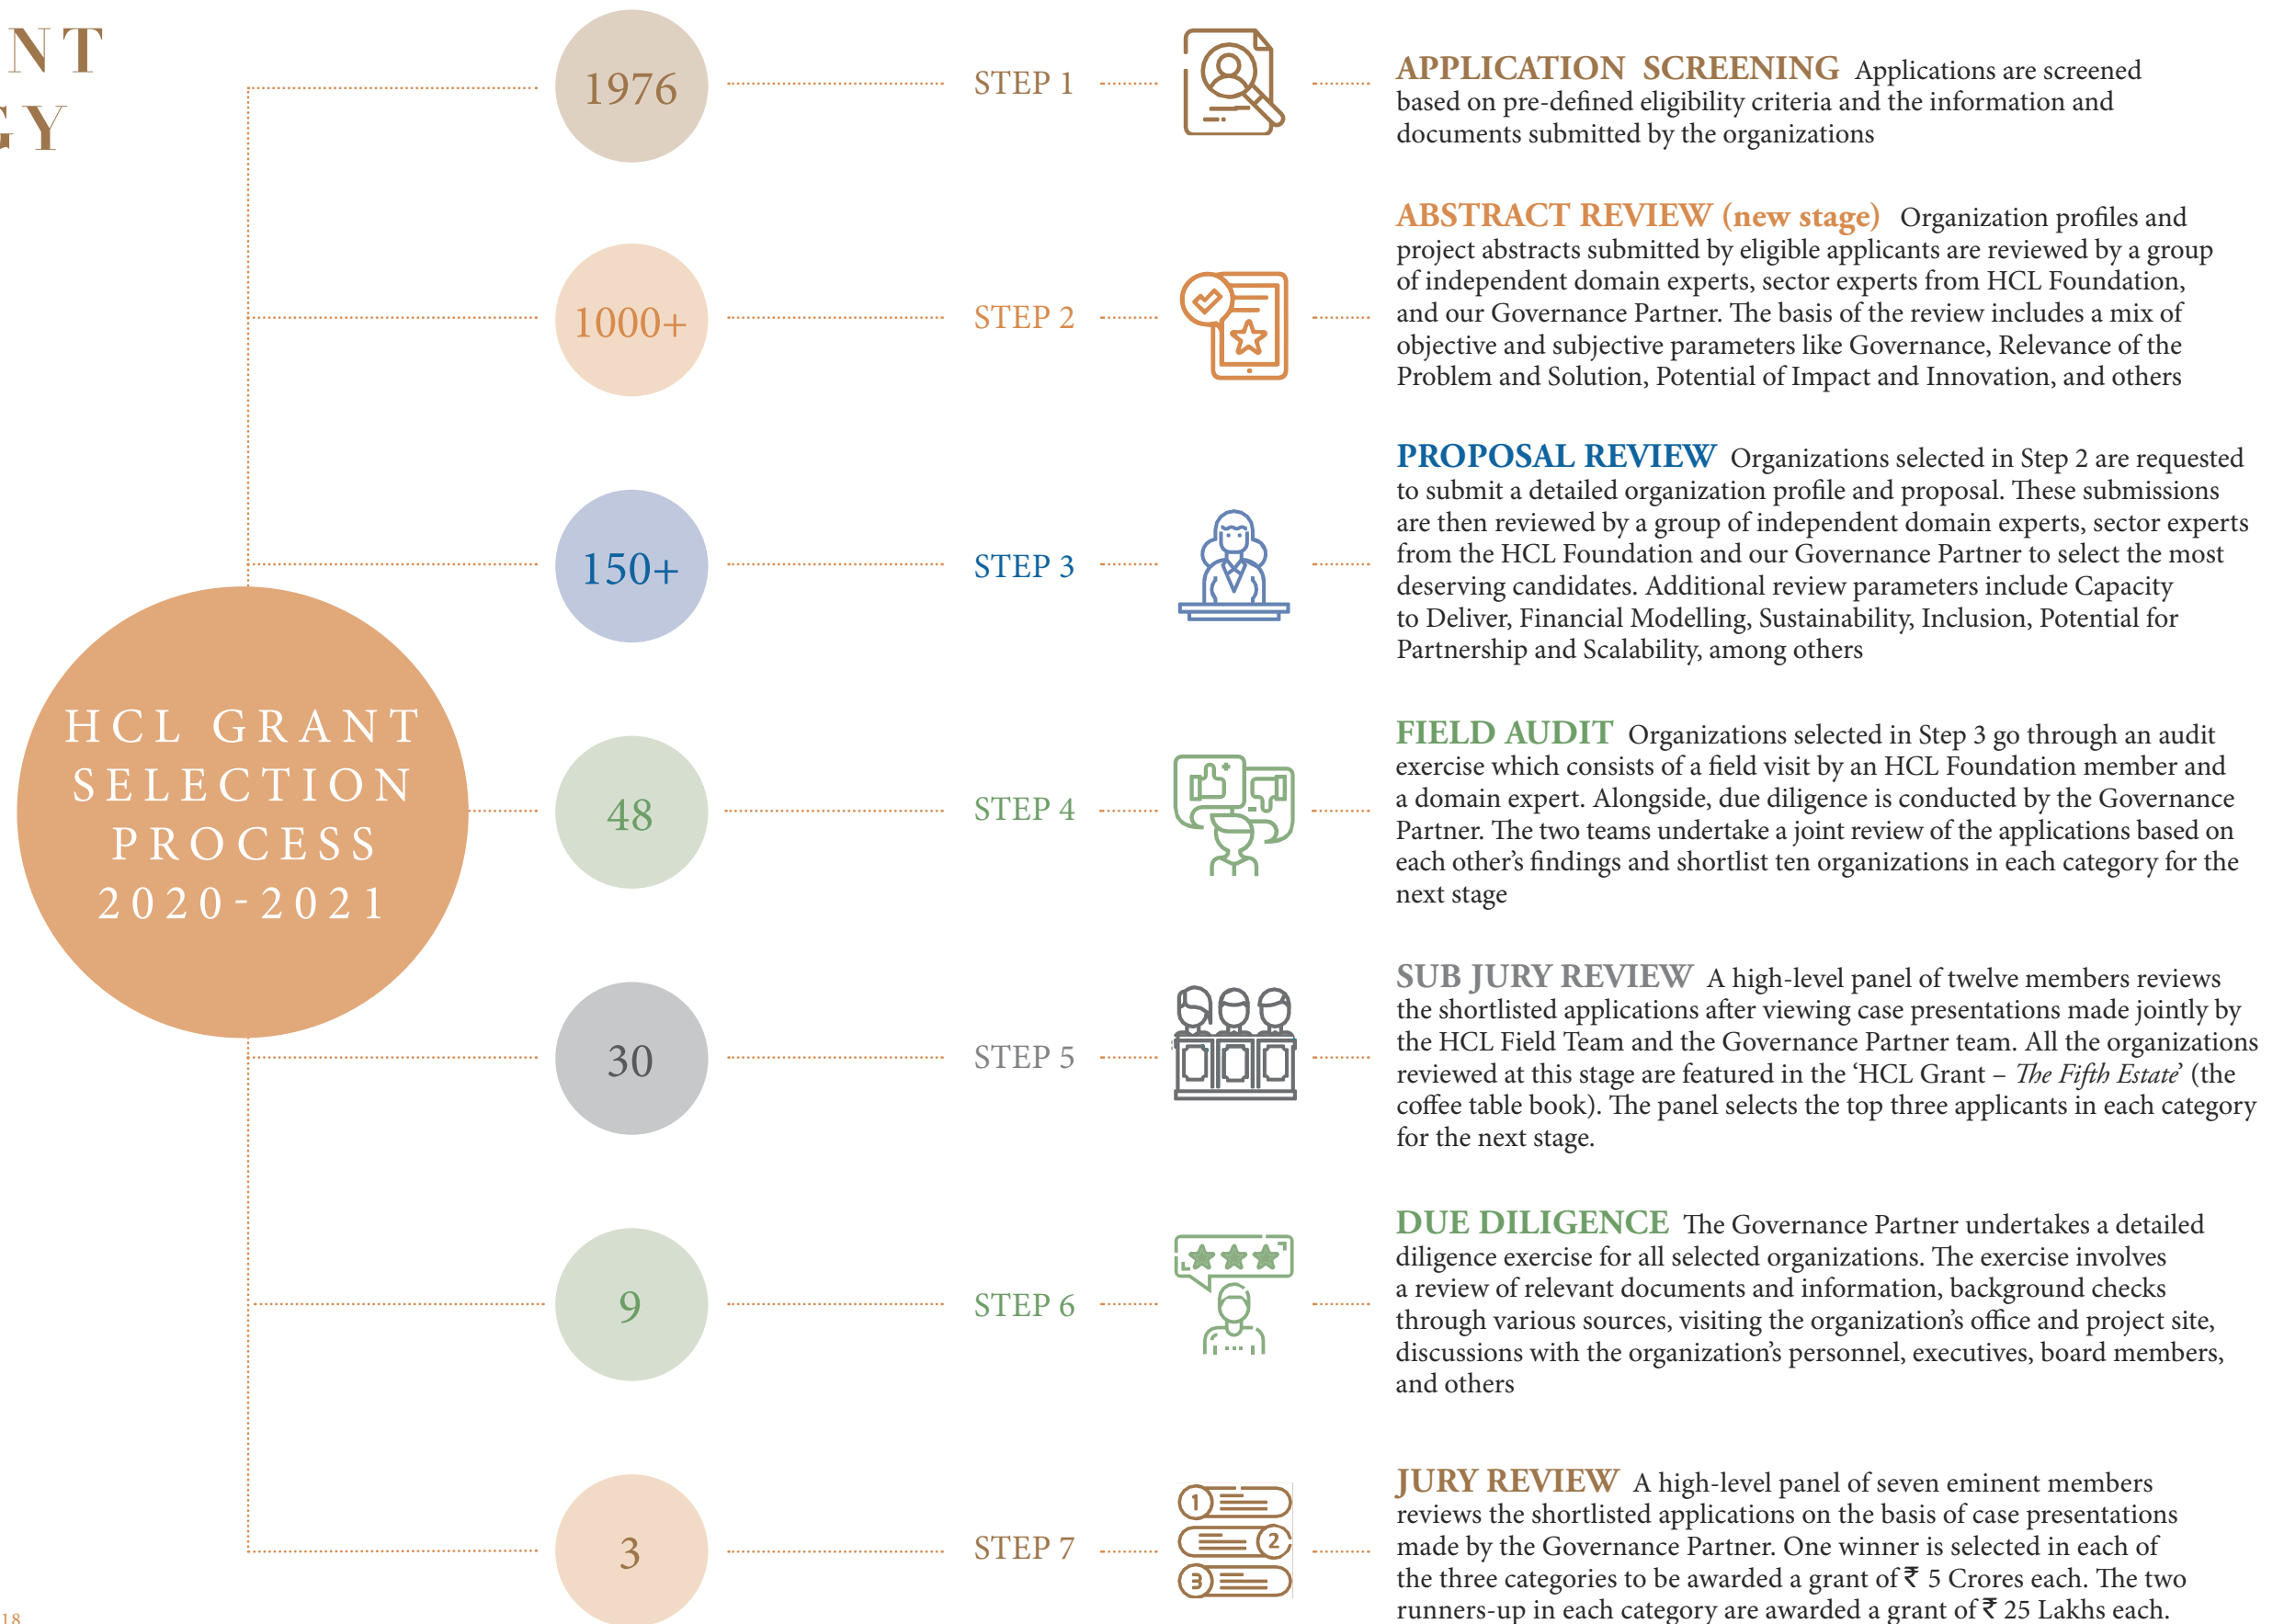 NT
GY
HCL GRANT
SELECTION
PROCESS
2020-2021
1976
STEP 1
APPLICATION SCREENING Applications are screened
based on pre-defined eligibility criteria and the information and
documents submitted by the organizations
1000+
STEP 2
ABSTRACT REVIEW (new stage) Organization profiles and
project abstracts submitted by eligible applicants are reviewed by a group
of independent domain experts, sector experts from HCL Foundation,
and our Governance Partner. The basis of the review includes a mix of
objective and subjective parameters like Governance, Relevance of the
Problem and Solution, Potential of Impact and Innovation, and others
150+
STEP 3
PROPOSAL REVIEW Organizations selected in Step 2 are requested
to submit a detailed organization profile and proposal. These submissions
are then reviewed by a group of independent domain experts, sector experts
from the HCL Foundation and our Governance Partner to select the most
deserving candidates. Additional review parameters include Capacity
to Deliver, Financial Modelling, Sustainability, Inclusion, Potential for
Partnership and Scalability, among others
48
STEP 4
FIELD AUDIT Organizations selected in Step 3 go through an audit
exercise which consists of a field visit by an HCL Foundation member and
a domain expert. Alongside, due diligence is conducted by the Governance
Partner. The two teams undertake a joint review of the applications based on
each other's findings and shortlist ten organizations in each category for the
next stage
30
STEP 5
SUB JURY REVIEW A high-level panel of twelve members reviews
the shortlisted applications after viewing case presentations made jointly by
the HCL Field Team and the Governance Partner team. All the organizations
reviewed at this stage are featured in the 'HCL Grant – The Fifth Estate' (the
coffee table book). The panel selects the top three applicants in each category
for the next stage.
9
STEP 6
DUE DILIGENCE The Governance Partner undertakes a detailed
diligence exercise for all selected organizations. The exercise involves
a review of relevant documents and information, background checks
through various sources, visiting the organization's office and project site,
discussions with the organization's personnel, executives, board members,
and others
3
STEP 7
1
2
3
JURY REVIEW A high-level panel of seven eminent members
reviews the shortlisted applications on the basis of case presentations
made by the Governance Partner. One winner is selected in each of
the three categories to be awarded a grant of ₹ 5 Crores each. The two
runners-up in each category are awarded a grant of ₹ 25 Lakhs each.
18